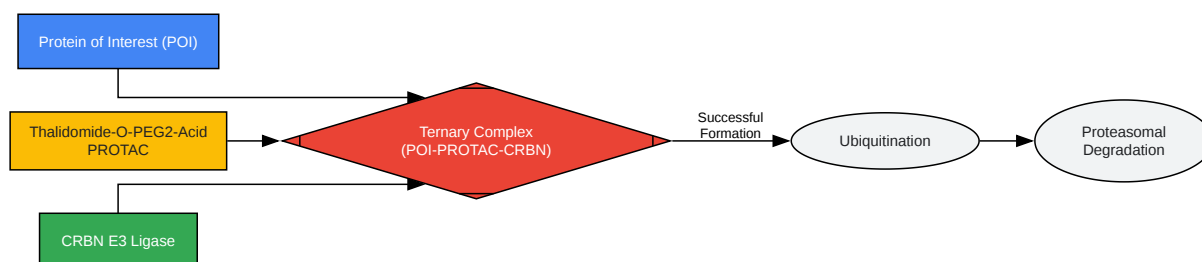 Protein of Interest (POI)
Thalidomide-O-PEG2-Acid
PROTAC
CRBN E3 Ligase
Ternary Complex
(POI-PROTAC-CRBN)
Successful
Formation
Ubiquitination
Proteasomal
Degradation